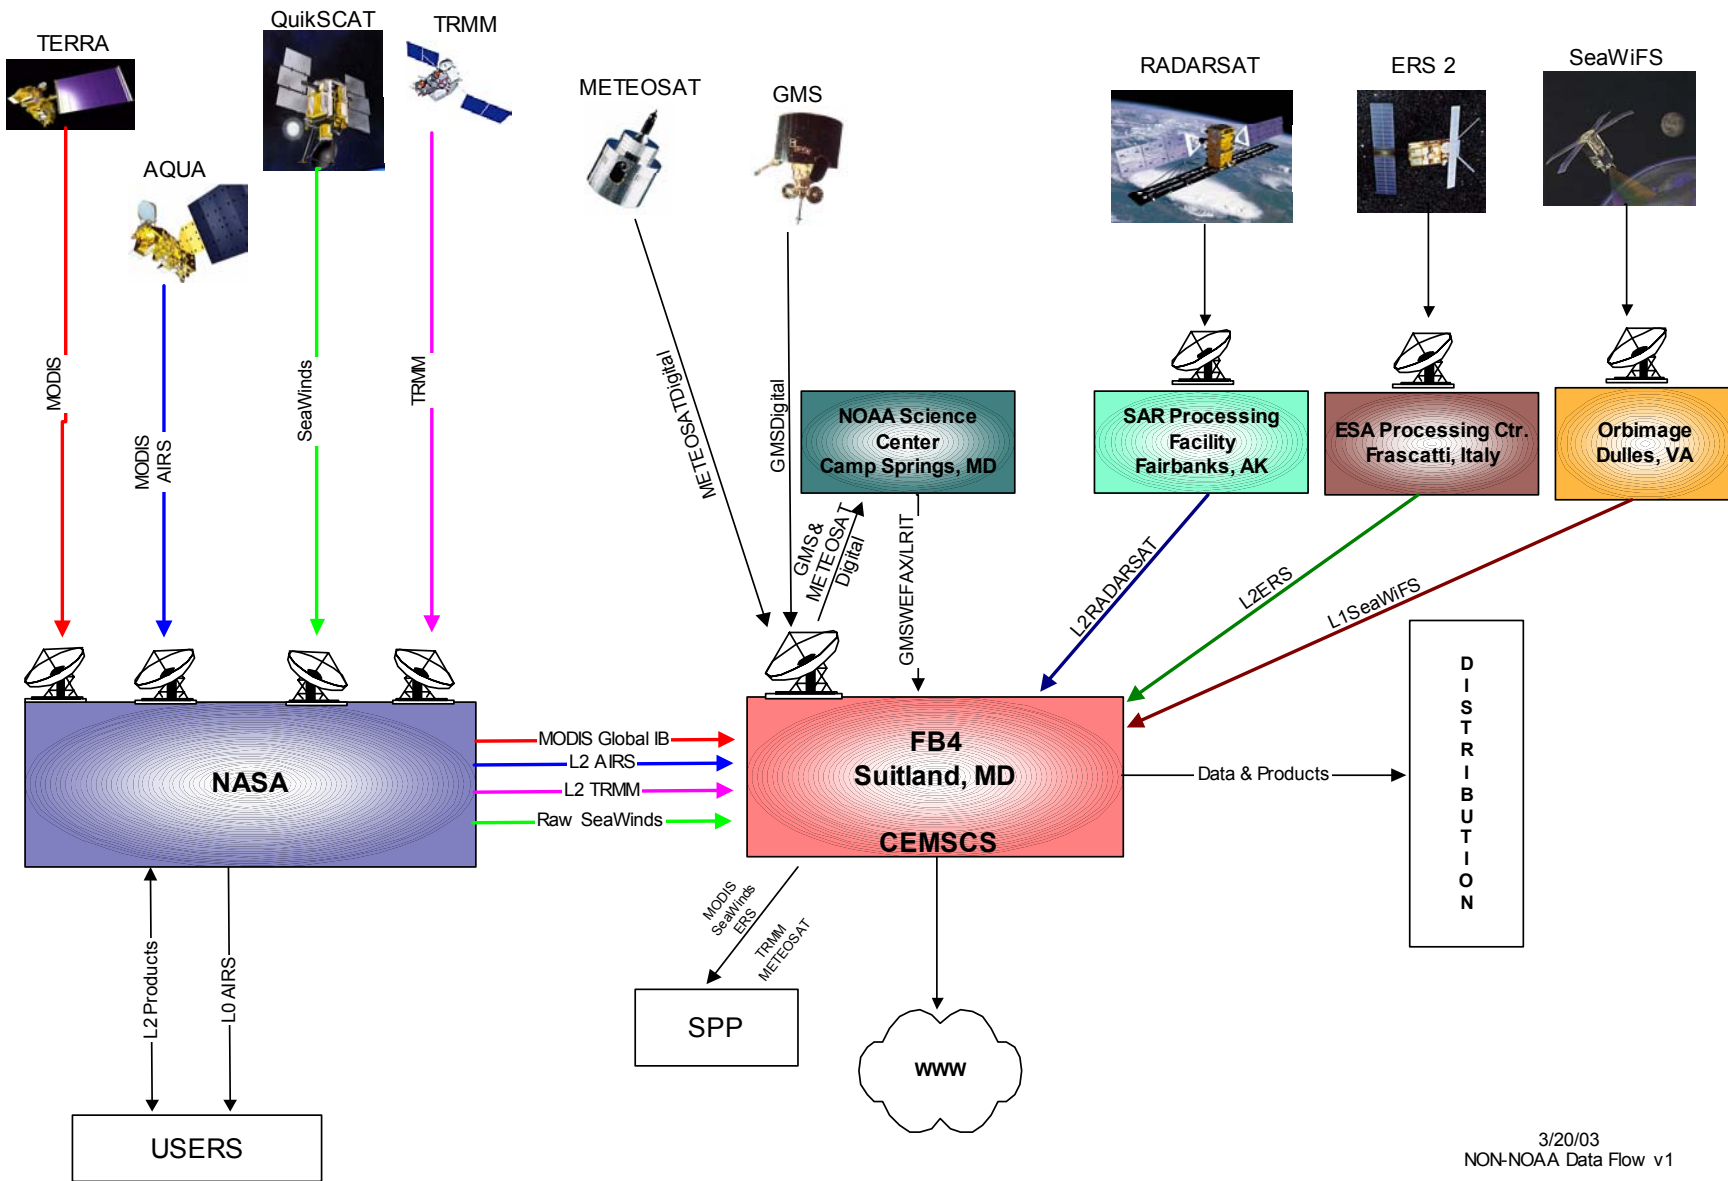 QuikSCAT
TRMM
TERRA
METEOSAT
GMS
RADARSAT
ERS 2
SeaWiFS
AQUA
MODIS
MODIS
AIRS
SeaWinds
TRMM
METEOSATDigital
GMSDigital
NOAA Science
Center
Camp Springs, MD
SAR Processing
Facility
Fairbanks, AK
ESA Processing Ctr.
Frascatti, Italy
Orbimage
Dulles, VA
GMS &
METEOSAT
Digital
GMSWEFAX/LRIT
L2RADARSAT
L2ERS
L1SeaWiFS
NASA
MODIS Global IB
L2 AIRS
L2 TRMM
Raw SeaWinds
FB4
Suitland, MD
CEMSCS
Data & Products
DISTRIBUTION
MODIS
SeaWinds
ERS
TRMM
METEOSAT
L2 Products
L0 AIRS
SPP
WWW
USERS
3/20/03
NON-NOAA Data Flow v1